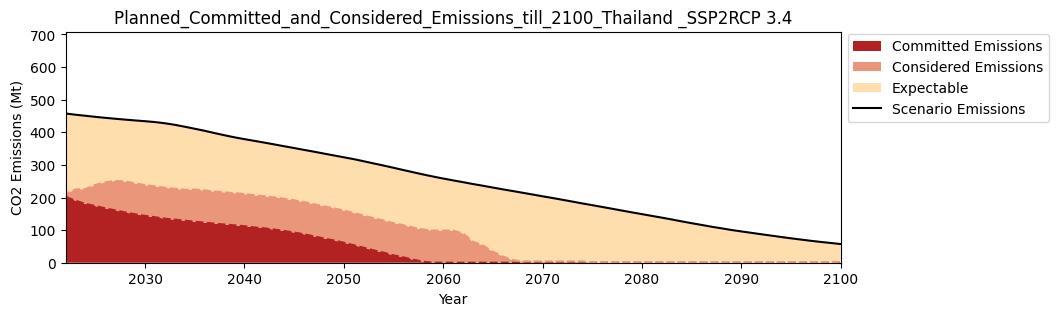 Planned_Committed_and_Considered_Emissions_till_2100_Thailand _SSP2RCP 3.4
700
600
500
400
300
200
100
0
CO2 Emissions (Mt)
2030 2040 2050 2060 2070 2080 2090 2100
Year
Committed Emissions
Considered Emissions
Expectable
Scenario Emissions